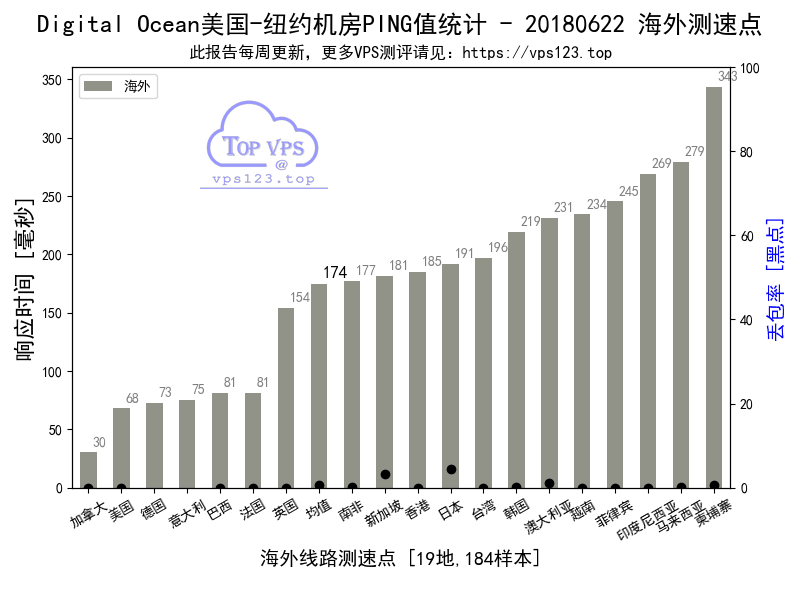 Digital Ocean美国-纽约机房PING值统计 - 20180622 海外测速点
此报告每周更新，更多VPS测评请见：https://vps123.top
海外
TOP VPS
@
vps123.top
响应时间 [毫秒]
350
300
250
200
150
100
50
0
30
68
73
75
81
81
154
174
177
181
185
191
196
219
231
234
245
269
279
343
100
80
60
40
20
0
丢包率 [黑点]
加拿大
美国
德国
意大利
巴西
法国
英国
均值
南非
新加坡
香港
日本
台湾
韩国
澳大利亚
越南
菲律宾
印度尼西亚
马来西亚
柬埔寨
海外线路测速点 [19地,184样本]